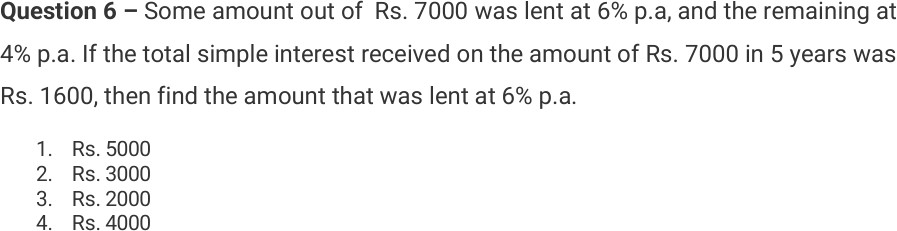 Question 6 – Some amount out of Rs. 7000 was lent at 6% p.a, and the remaining at
4% p.a. If the total simple interest received on the amount of Rs. 7000 in 5 years was
Rs. 1600, then find the amount that was lent at 6% p.a.
1. Rs. 5000
2. Rs. 3000
3. Rs. 2000
4. Rs. 4000